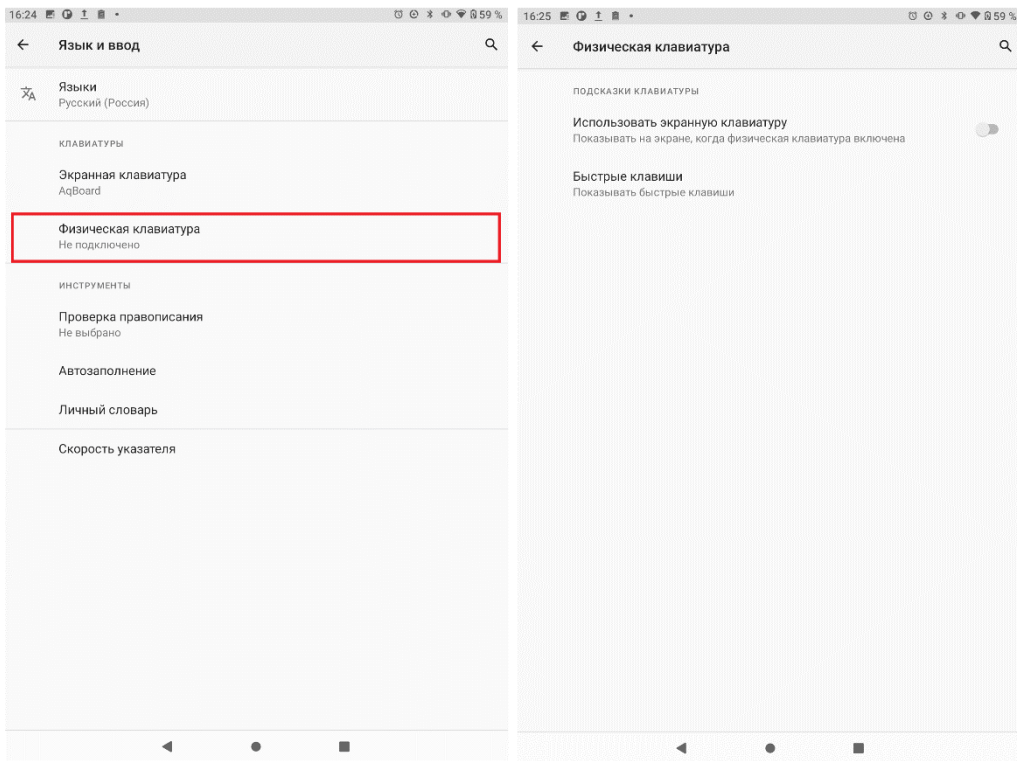 16:24
59 %
Язык и ввод
Языки
Русский (Россия)
КЛАВИАТУРЫ
Экранная клавиатура
AqBoard
Физическая клавиатура
Не подключено
ИНСТРУМЕНТЫ
Проверка правописания
Не выбрано
Автозаполнение
Личный словарь
Скорость указателя
16:25
59 %
Физическая клавиатура
ПОДСКАЗКИ КЛАВИАТУРЫ
Использовать экранную клавиатуру
Показывать на экране, когда физическая клавиатура включена
Быстрые клавиши
Показывать быстрые клавиши